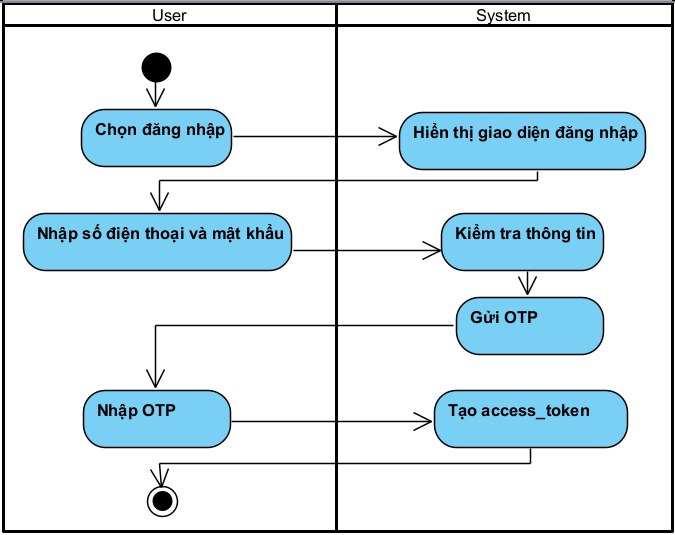 User
System
Chọn đăng nhập
Hiển thị giao diện đăng nhập
Nhập số điện thoại và mật khẩu
Kiểm tra thông tin
Gửi OTP
Nhập OTP
Tạo access_token